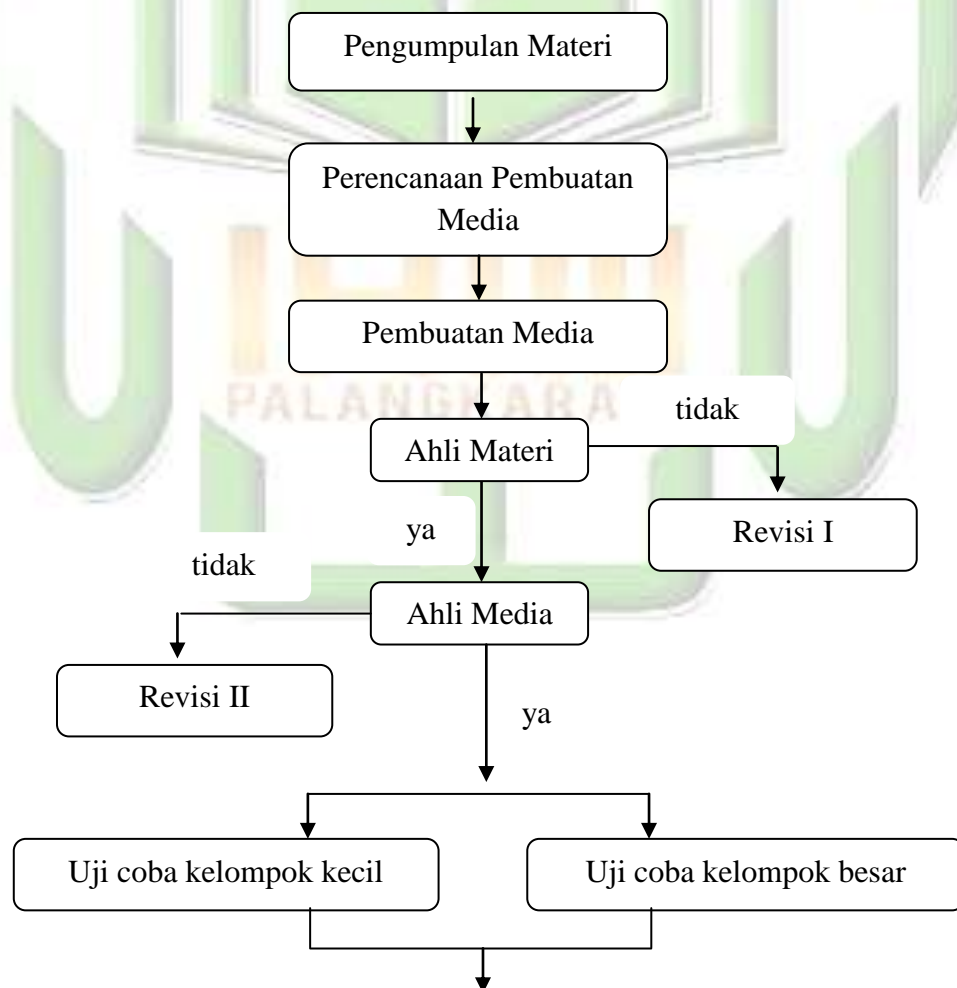 Pengumpulan Materi
Perencanaan Pembuatan
Media
Pembuatan Media
PALANGKARA
tidak
Ahli Materi
Revisi I
ya
tidak
Ahli Media
Revisi II
ya
Uji coba kelompok kecil
Uji coba kelompok besar